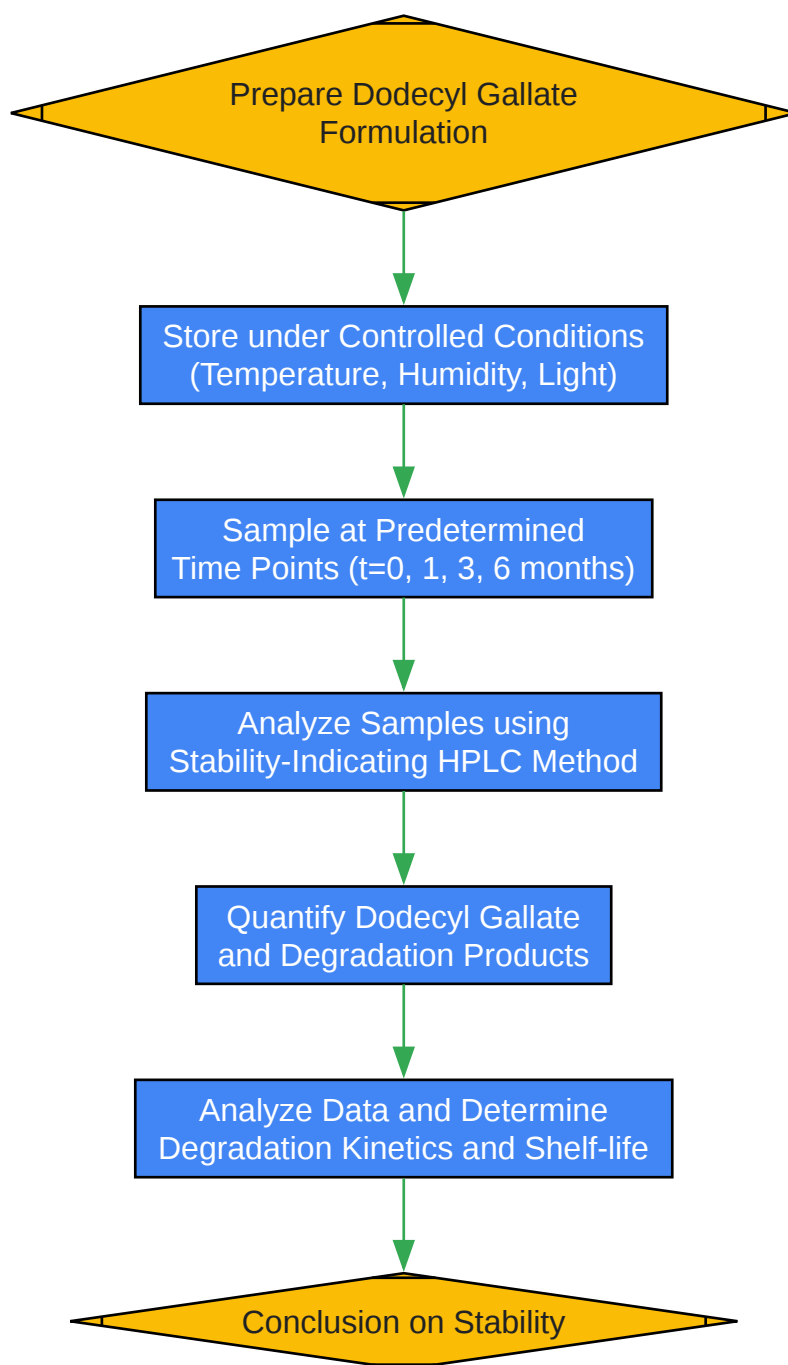 Prepare Dodecyl Gallate
Formulation
Store under Controlled Conditions
(Temperature, Humidity, Light)
Sample at Predetermined
Time Points (t=0, 1, 3, 6 months)
Analyze Samples using
Stability-Indicating HPLC Method
Quantify Dodecyl Gallate
and Degradation Products
Analyze Data and Determine
Degradation Kinetics and Shelf-life
Conclusion on Stability